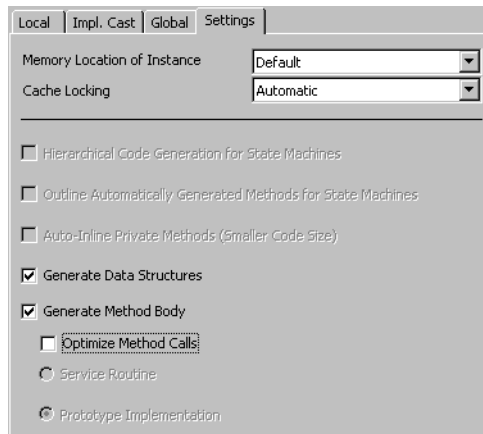 Local Impl. Cast Global Settings
Memory Location of Instance Default
Cache Locking Automatic
Hierarchical Code Generation for State Machines
Outline Automatically Generated Methods for State Machines
Auto-Inline Private Methods (Smaller Code Size)
Generate Data Structures
Generate Method Body
Optimize Method Calls
Service Routine
Prototype Implementation